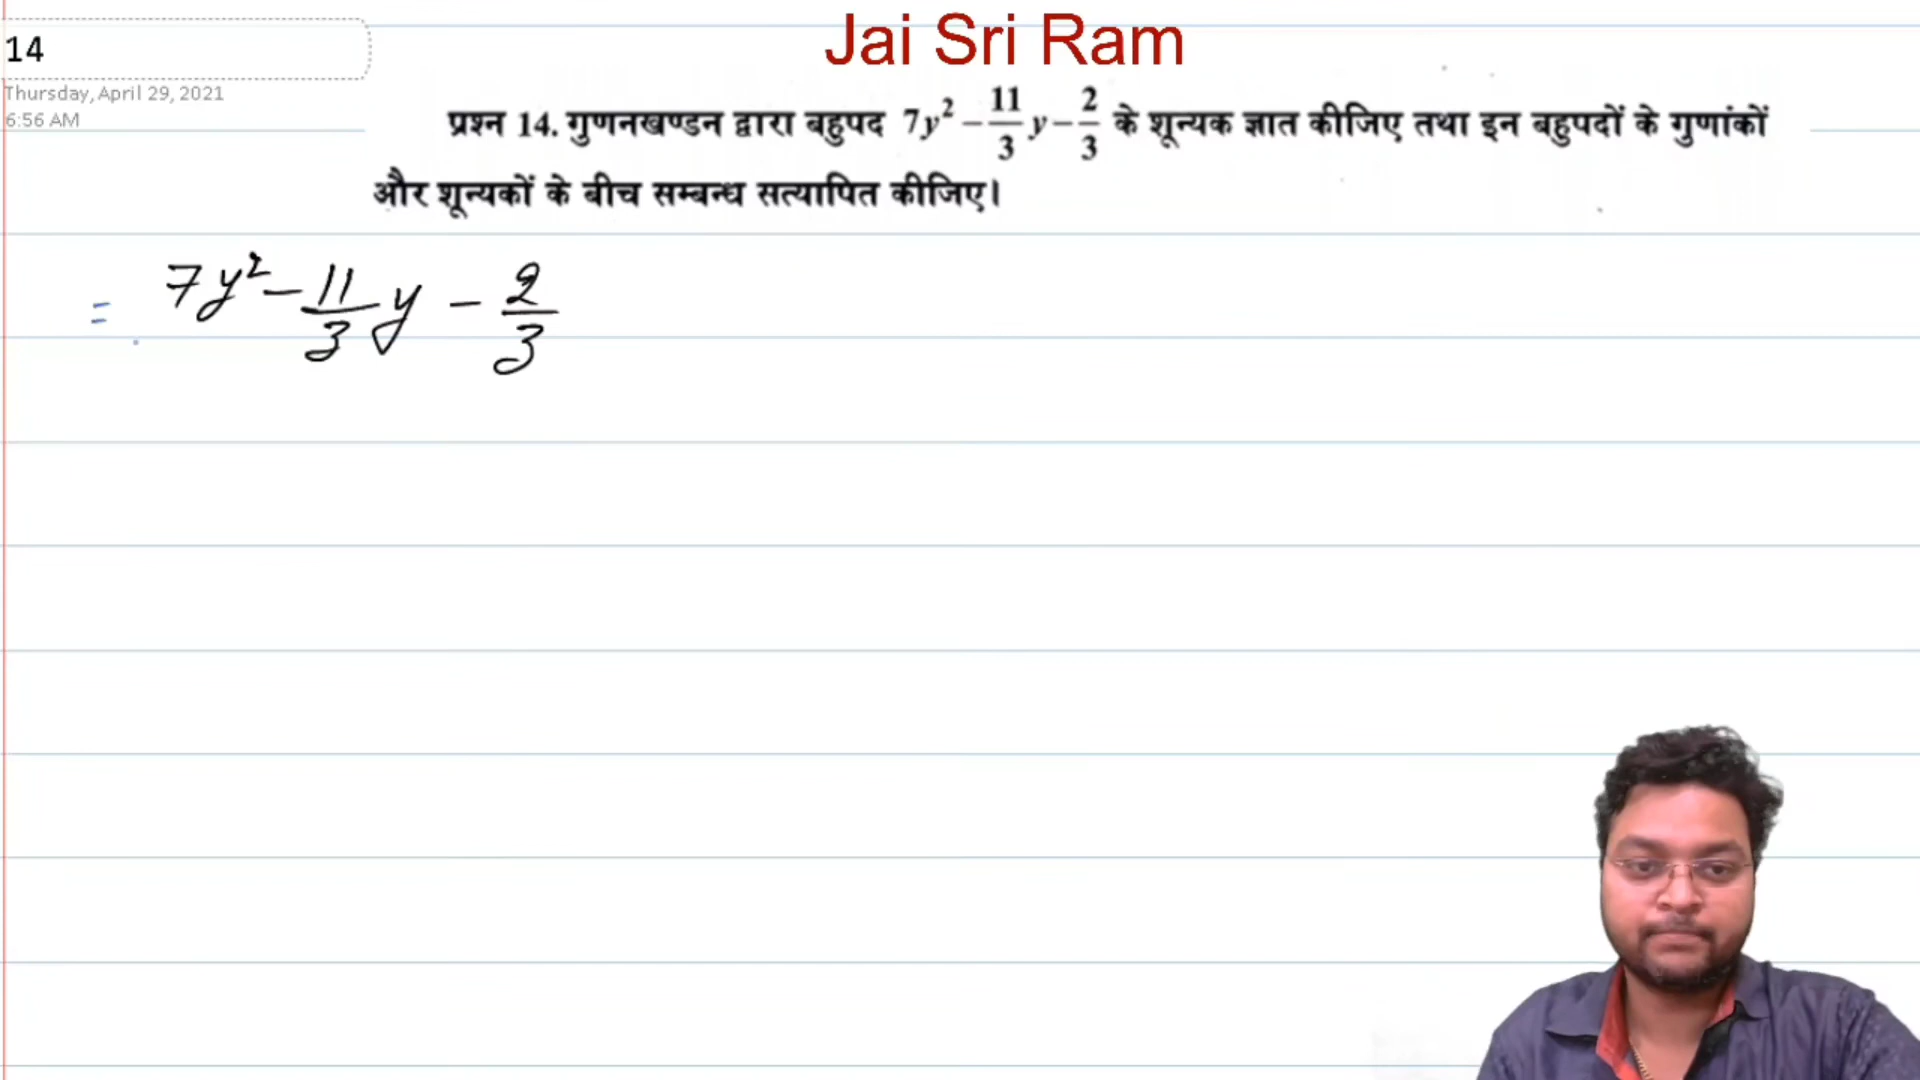 Jai Sri Ram
14
Thursday, April 29, 2021
6:56 AM
प्रश्न 14. गुणनखण्डन द्वारा बहुपद 7y² − 11/3 y − 2/3 के शून्यक ज्ञात कीजिए तथा इन बहुपदों के गुणांकों
और शून्यकों के बीच सम्बन्ध सत्यापित कीजिए।
= 7y² − 11/3 y − 2/3